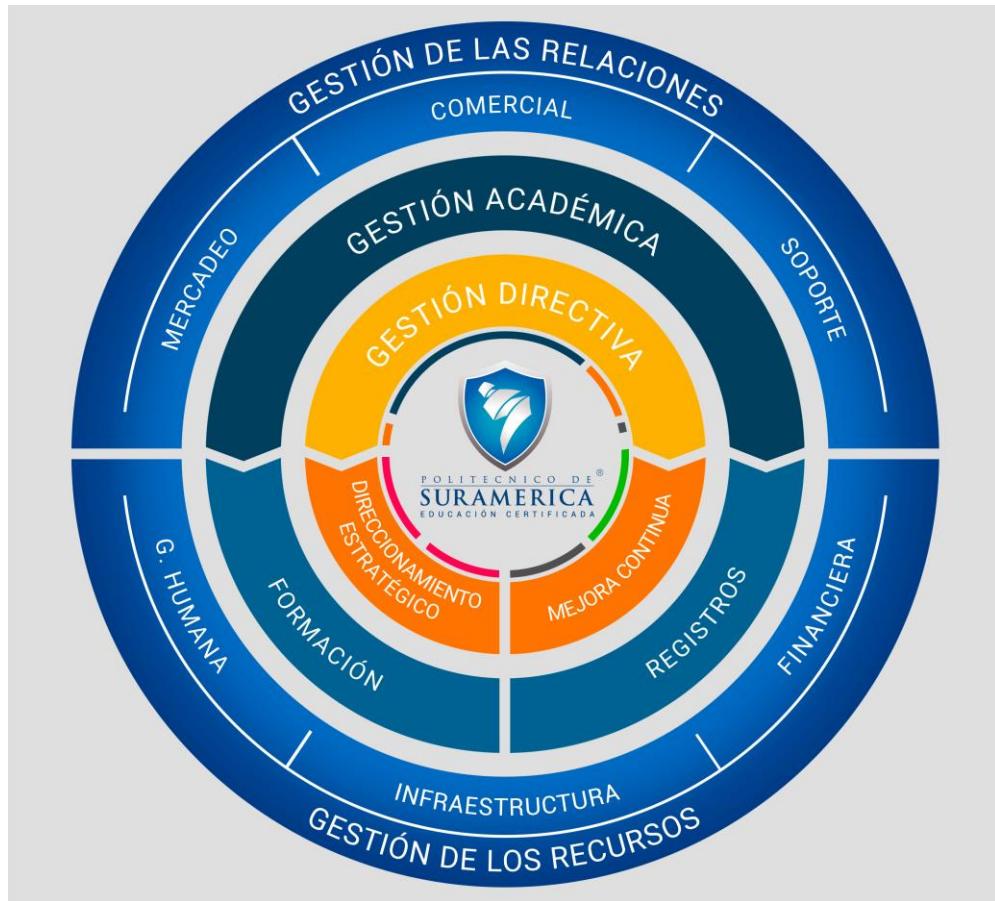 GESTIÓN DE LAS RELACIONES
COMERCIAL
MERCADEO
SOPORTE
GESTIÓN ACADÉMICA
GESTIÓN DIRECTIVA
POLITECNICO DE®
SURAMERICA
EDUCACIÓN CERTIFICADA
DIRECCIONAMIENTO
ESTRATÉGICO
MEJORA CONTINUA
FORMACIÓN
REGISTROS
G. HUMANA
FINANCIERA
INFRAESTRUCTURA
GESTIÓN DE LOS RECURSOS